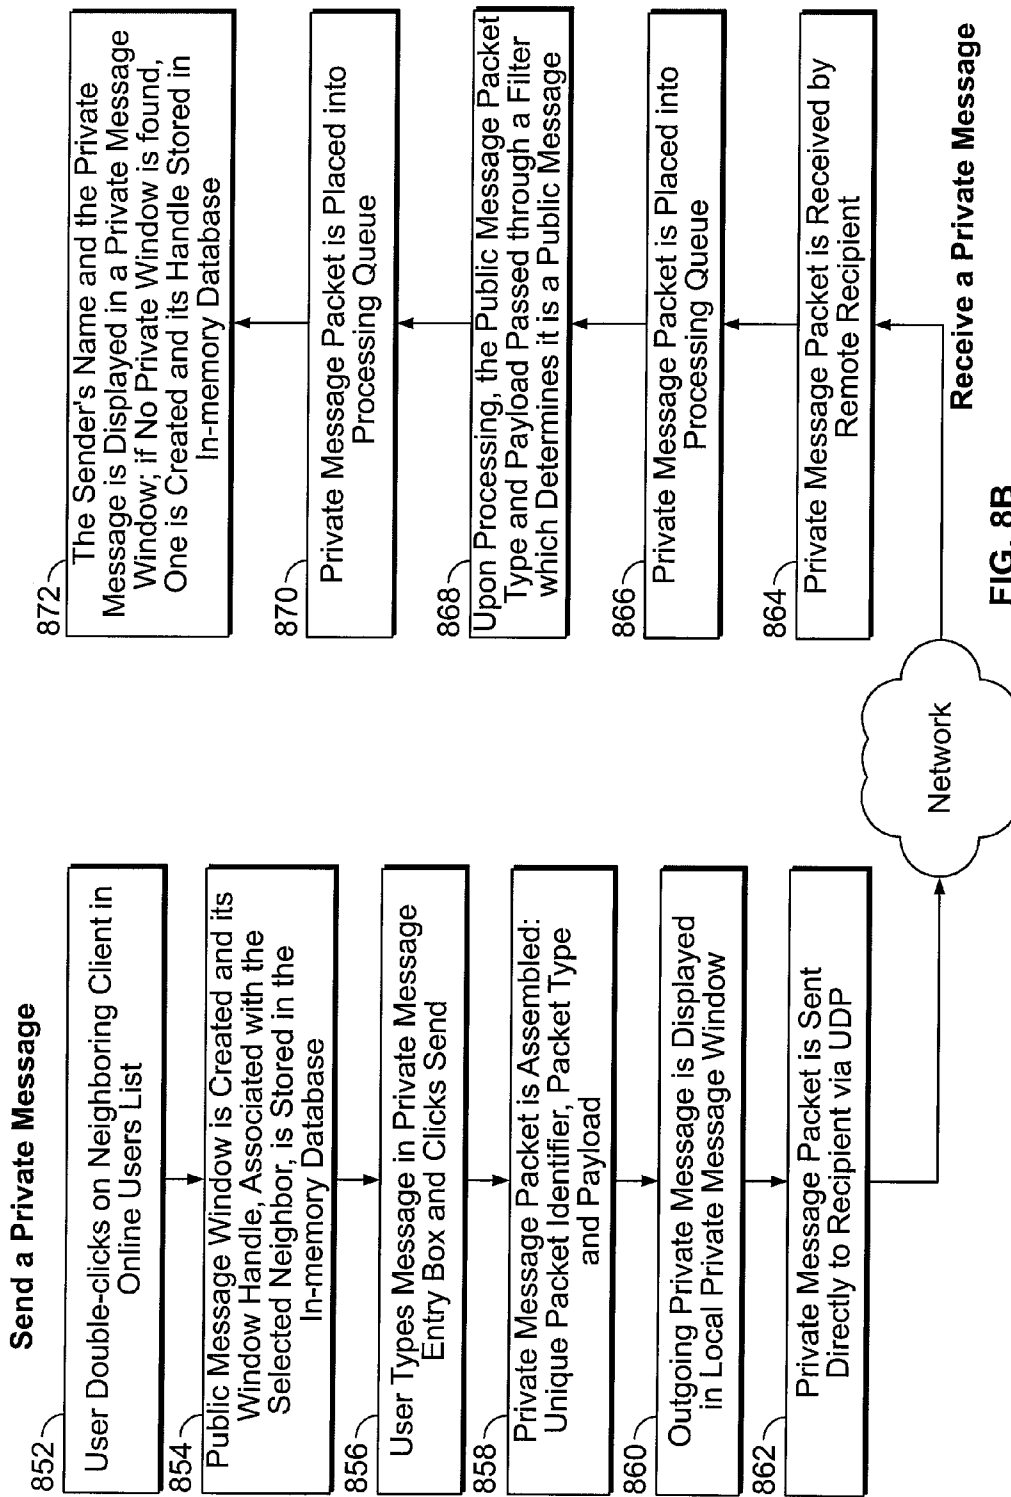 Send a Private Message
852
User Double-clicks on Neighboring Client in
Online Users List
854
Public Message Window is Created and its
Window Handle, Associated with the
Selected Neighbor, is Stored in the
In-memory Database
856
User Types Message in Private Message
Entry Box and Clicks Send
858
Private Message Packet is Assembled:
Unique Packet Identifier, Packet Type
and Payload
860
Outgoing Private Message is Displayed
in Local Private Message Window
862
Private Message Packet is Sent
Directly to Recipient via UDP
Network
872
The Sender's Name and the Private
Message is Displayed in a Private Message
Window; if No Private Window is found,
One is Created and its Handle Stored in
In-memory Database
870
Private Message Packet is Placed into
Processing Queue
868
Upon Processing, the Public Message Packet
Type and Payload Passed through a Filter
which Determines it is a Public Message
866
Private Message Packet is Placed into
Processing Queue
864
Private Message Packet is Received by
Remote Recipient
Receive a Private Message
FIG. 8B